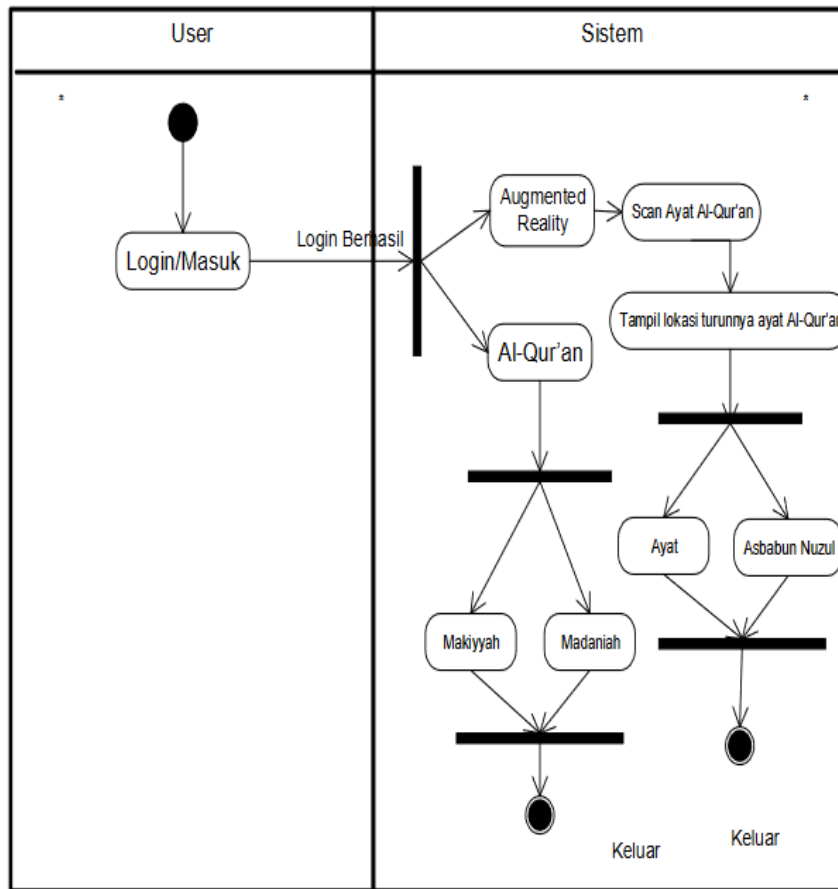 User
Sistem
*
*
Login/Masuk
Login Berhasil
Augmented
Reality
Scan Ayat Al-Qur'an
Tampil lokasi turunnya ayat Al-Qur'an
Al-Qur'an
Ayat
Asbabun Nuzul
Makiyyah
Madaniah
Keluar
Keluar